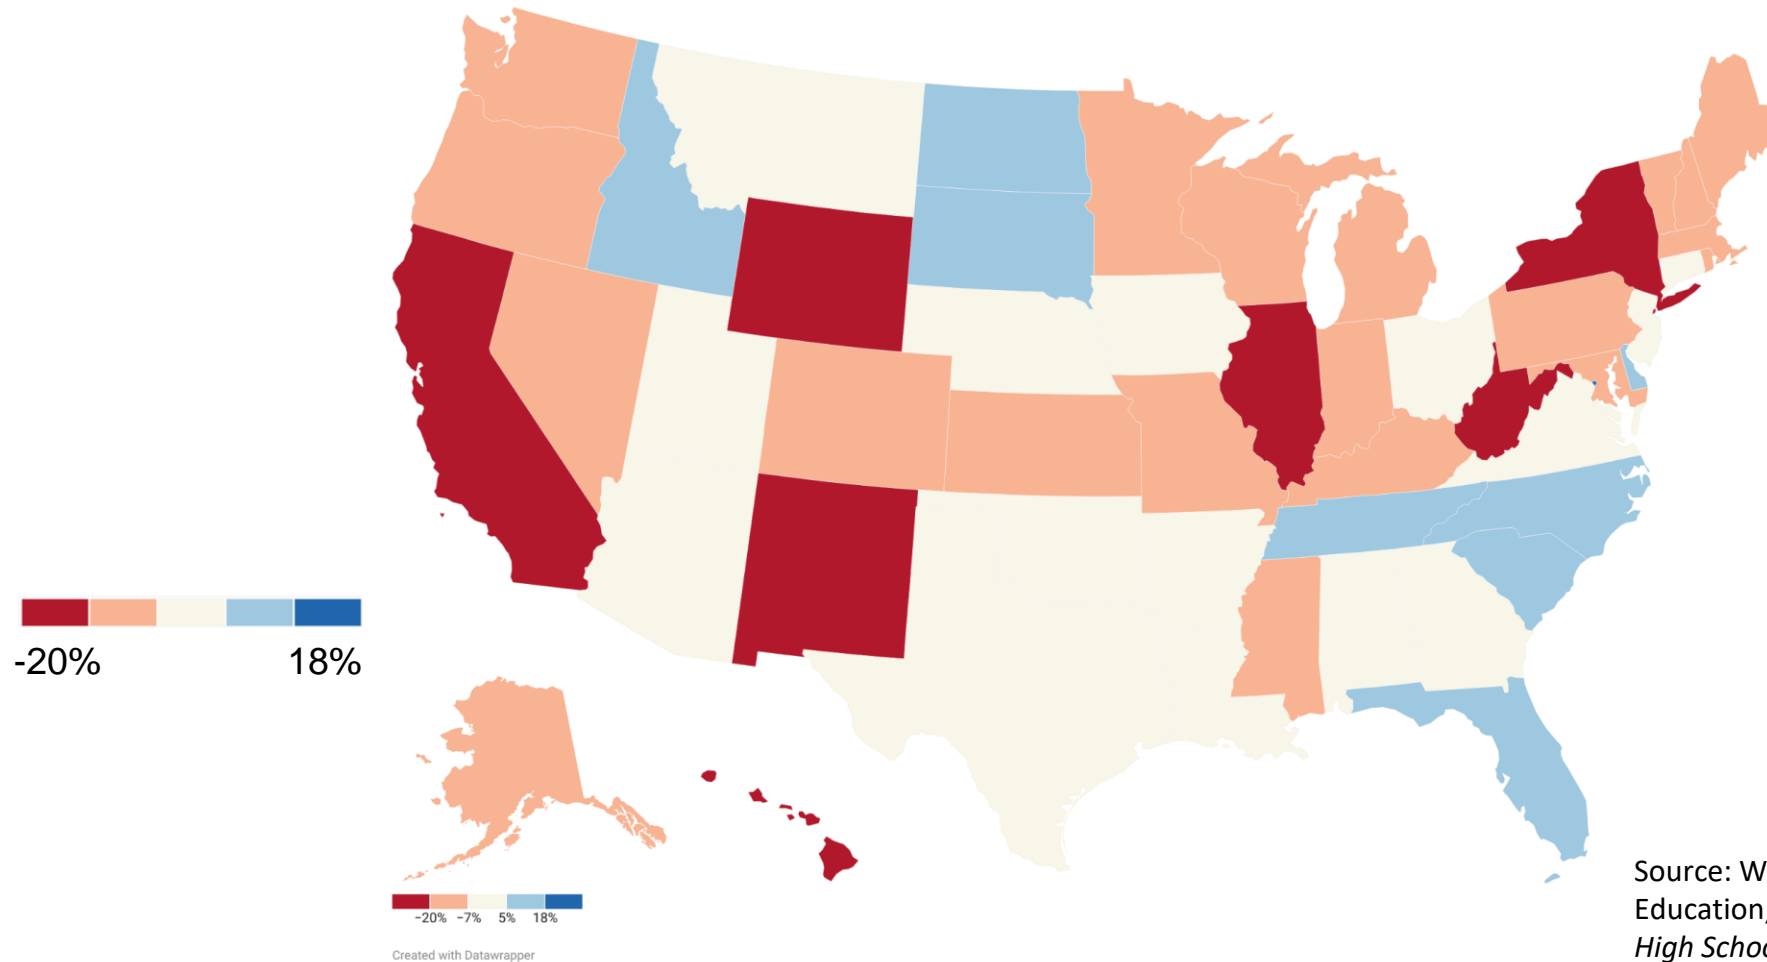 -20% 18%
−20% −7% 5% 18%
Created with Datawrapper
Source: W
Education,
High Schoo